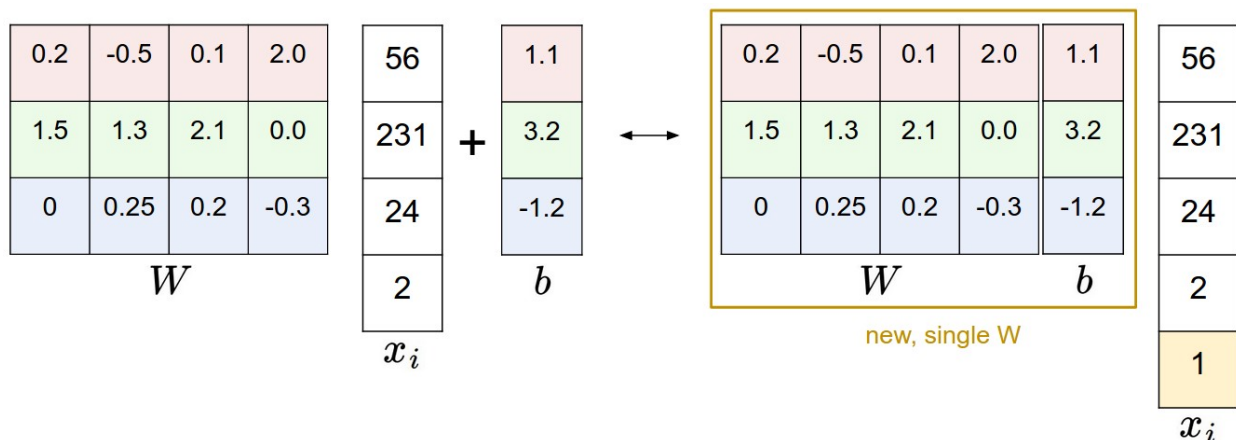 0.2 -0.5 0.1 2.0 56 1.1 0.2 -0.5 0.1 2.0 1.1 56
1.5 1.3 2.1 0.0 231 + 3.2 ↔ 1.5 1.3 2.1 0.0 3.2 231
0 0.25 0.2 -0.3 24 -1.2 0 0.25 0.2 -0.3 -1.2 24
W 2 b W b 2
new, single W
x_i 1
x_i